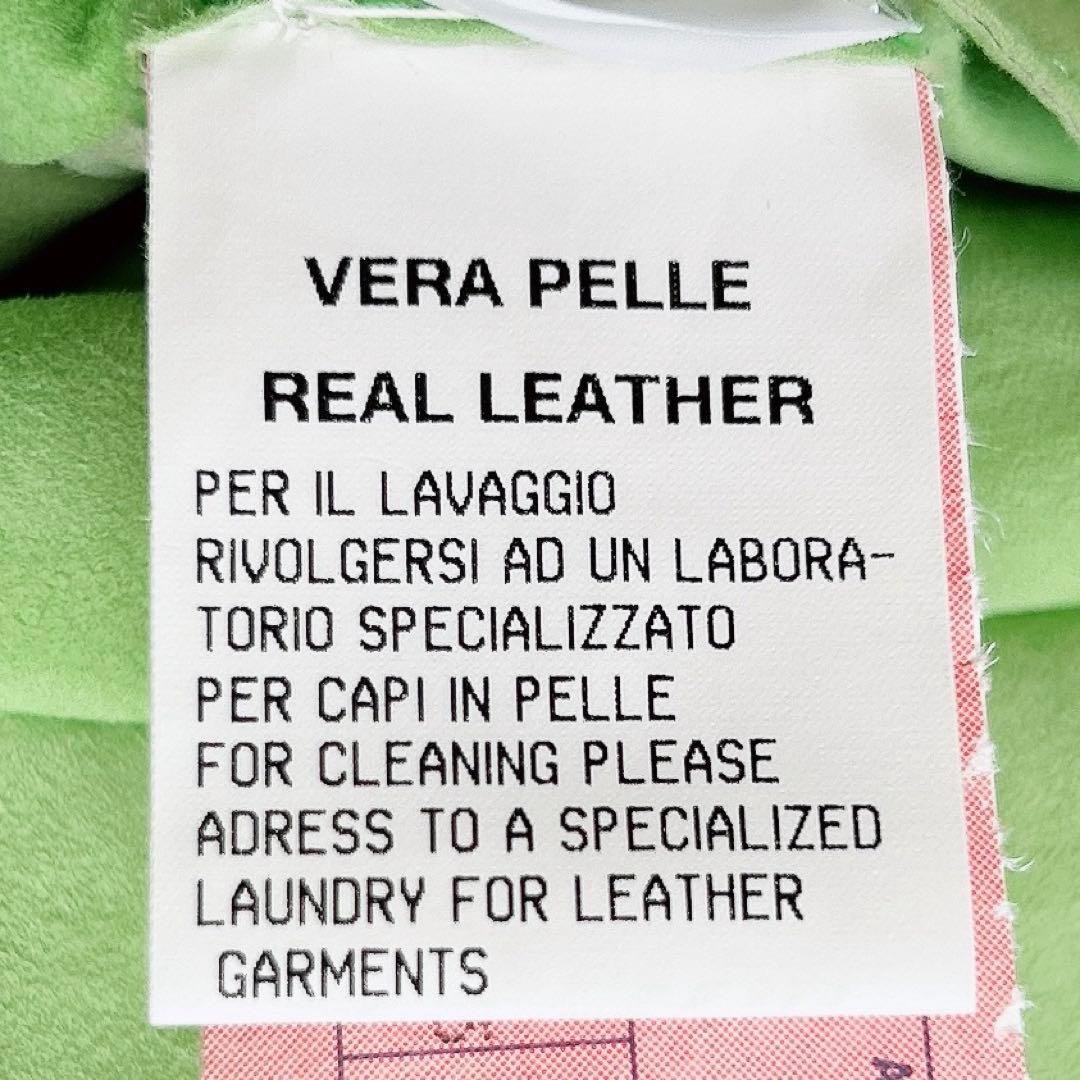 VERA PELLE
REAL LEATHER
PER IL LAVAGGIO
RIVOLGERSI AD UN LABORA-
TORIO SPECIALIZZATO
PER CAPI IN PELLE
FOR CLEANING PLEASE
ADRESS TO A SPECIALIZED
LAUNDRY FOR LEATHER
GARMENTS